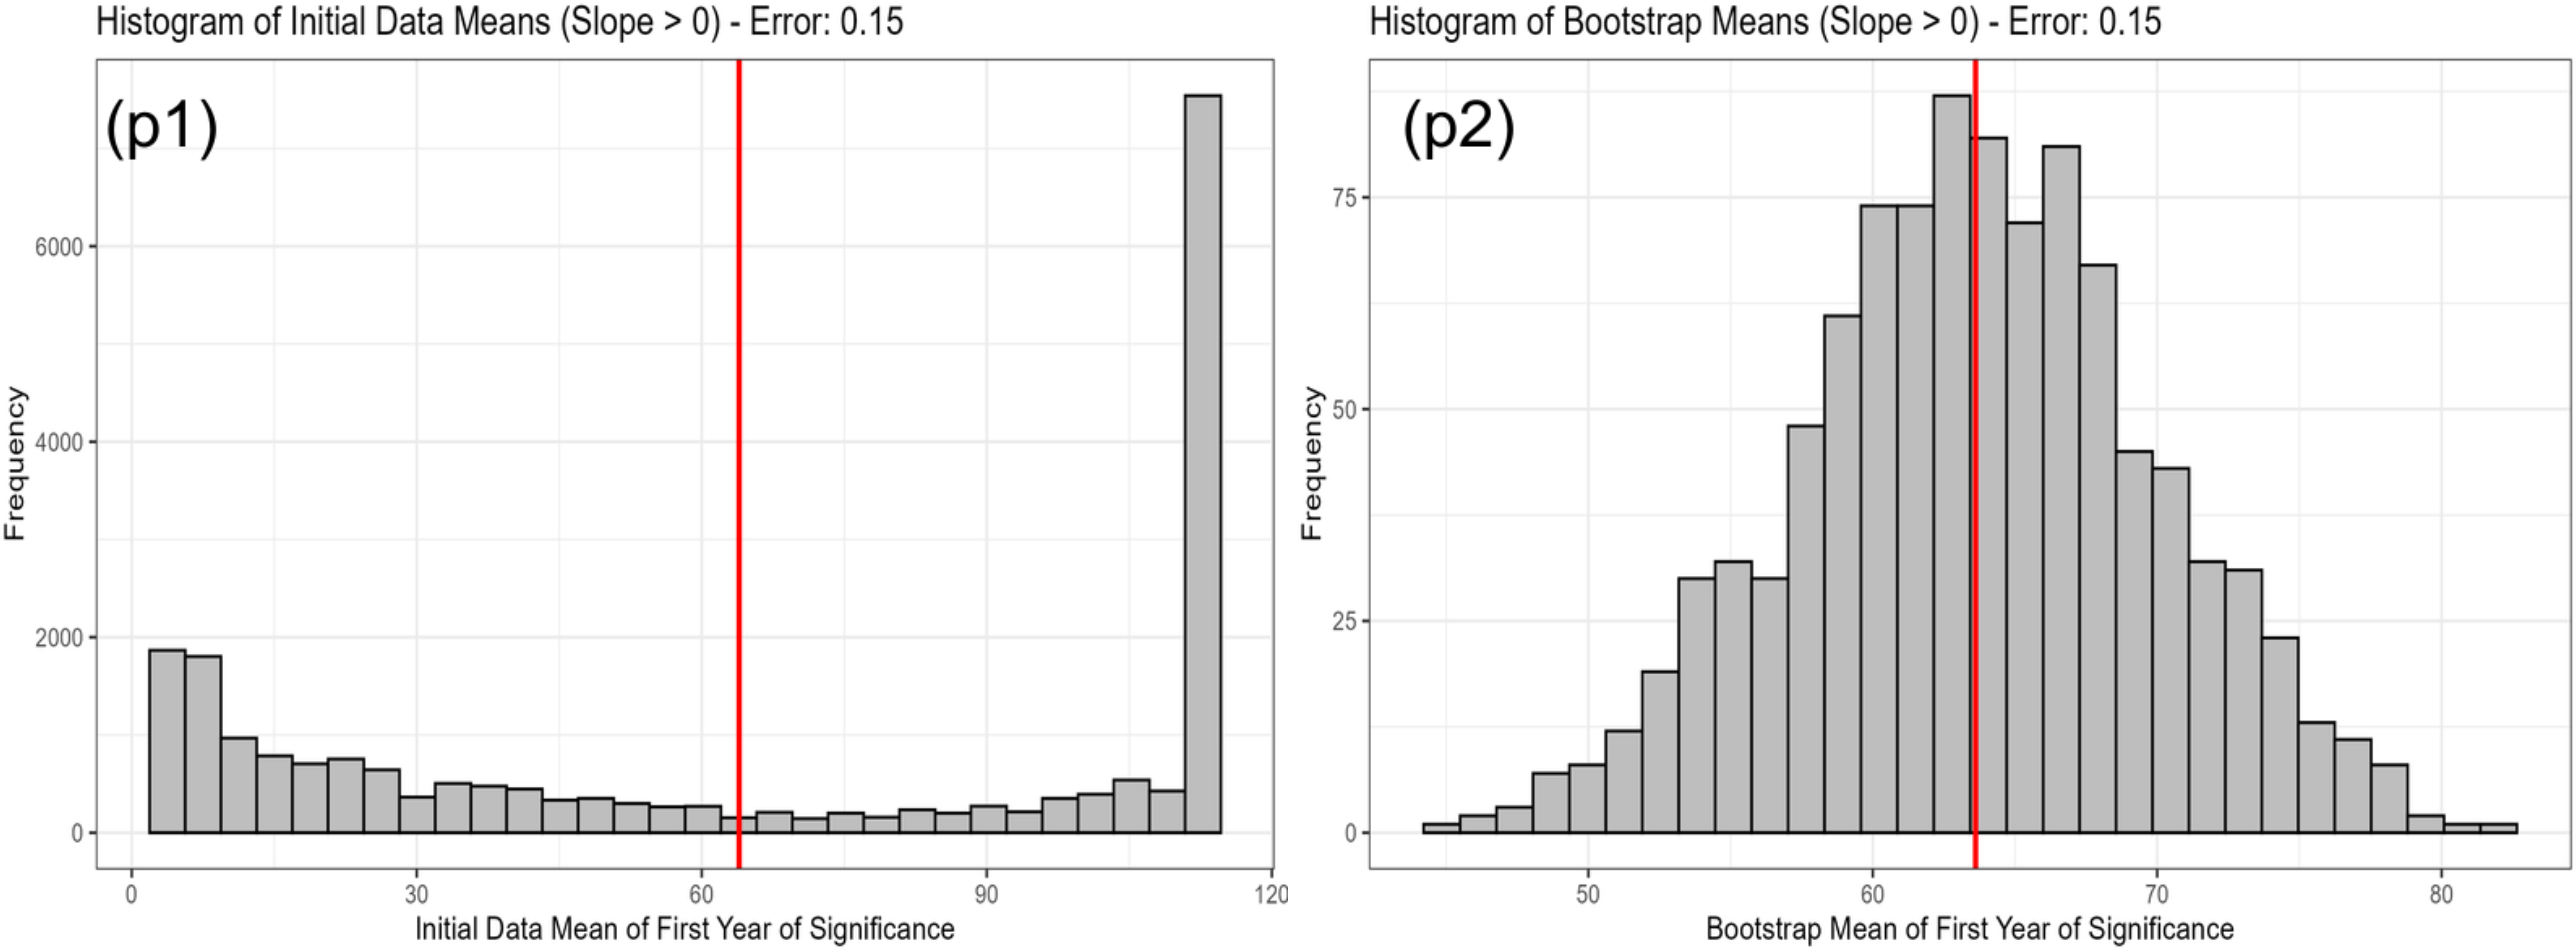 Histogram of Initial Data Means (Slope > 0) - Error: 0.15
(p1)
Frequency
6000
4000
2000
0
0 30 60 90 120
Initial Data Mean of First Year of Significance
Histogram of Bootstrap Means (Slope > 0) - Error: 0.15
(p2)
Frequency
75
50
25
0
50 60 70 80
Bootstrap Mean of First Year of Significance